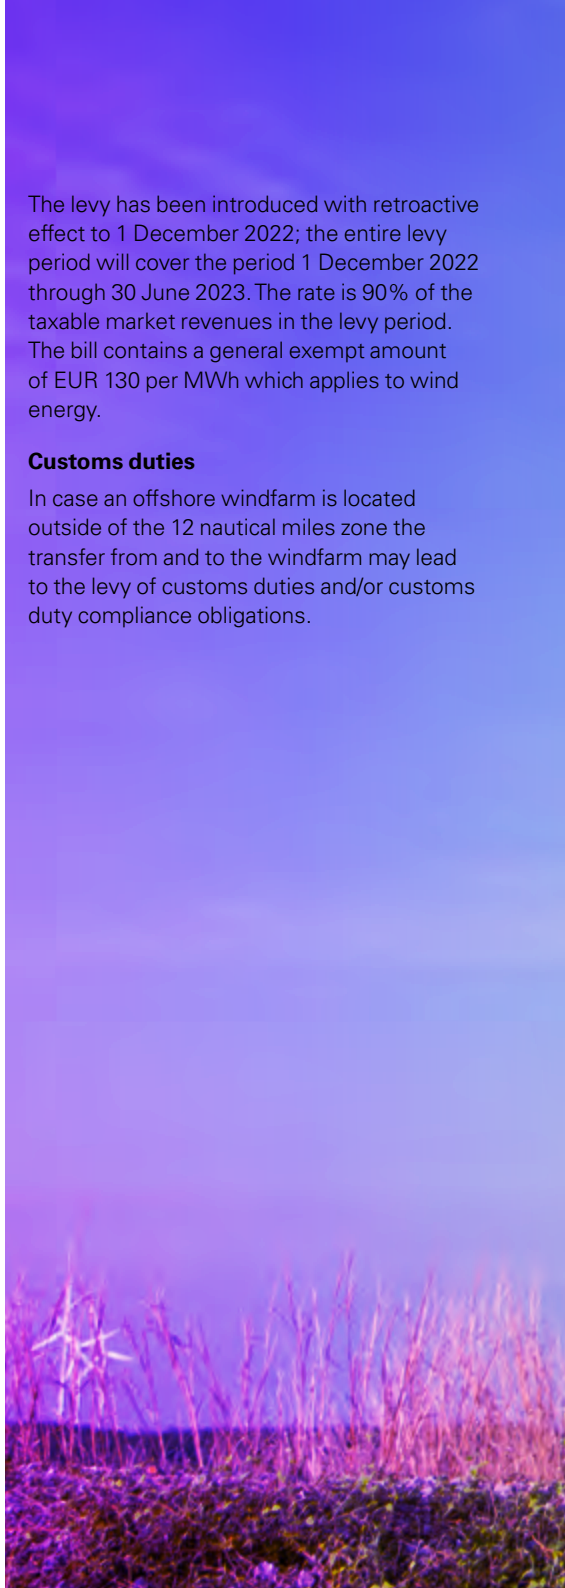 The levy has been introduced with retroactive
effect to 1 December 2022; the entire levy
period will cover the period 1 December 2022
through 30 June 2023. The rate is 90% of the
taxable market revenues in the levy period.
The bill contains a general exempt amount
of EUR 130 per MWh which applies to wind
energy.
Customs duties
In case an offshore windfarm is located
outside of the 12 nautical miles zone the
transfer from and to the windfarm may lead
to the levy of customs duties and/or customs
duty compliance obligations.